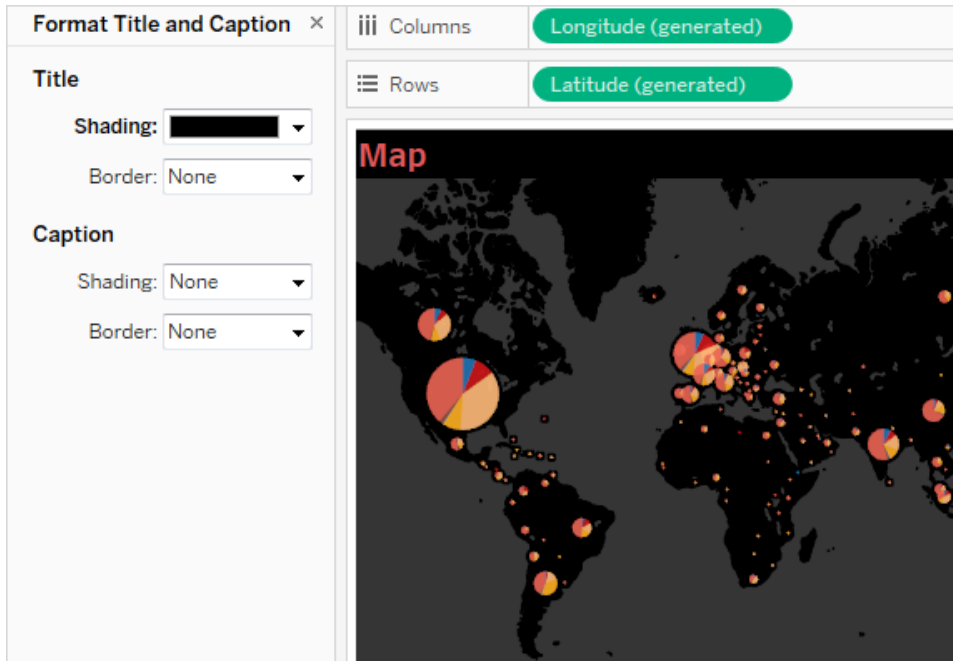 Format Title and Caption ×
Title
Shading:
Border: None
Caption
Shading: None
Border: None
Columns Longitude (generated)
Rows Latitude (generated)
Map